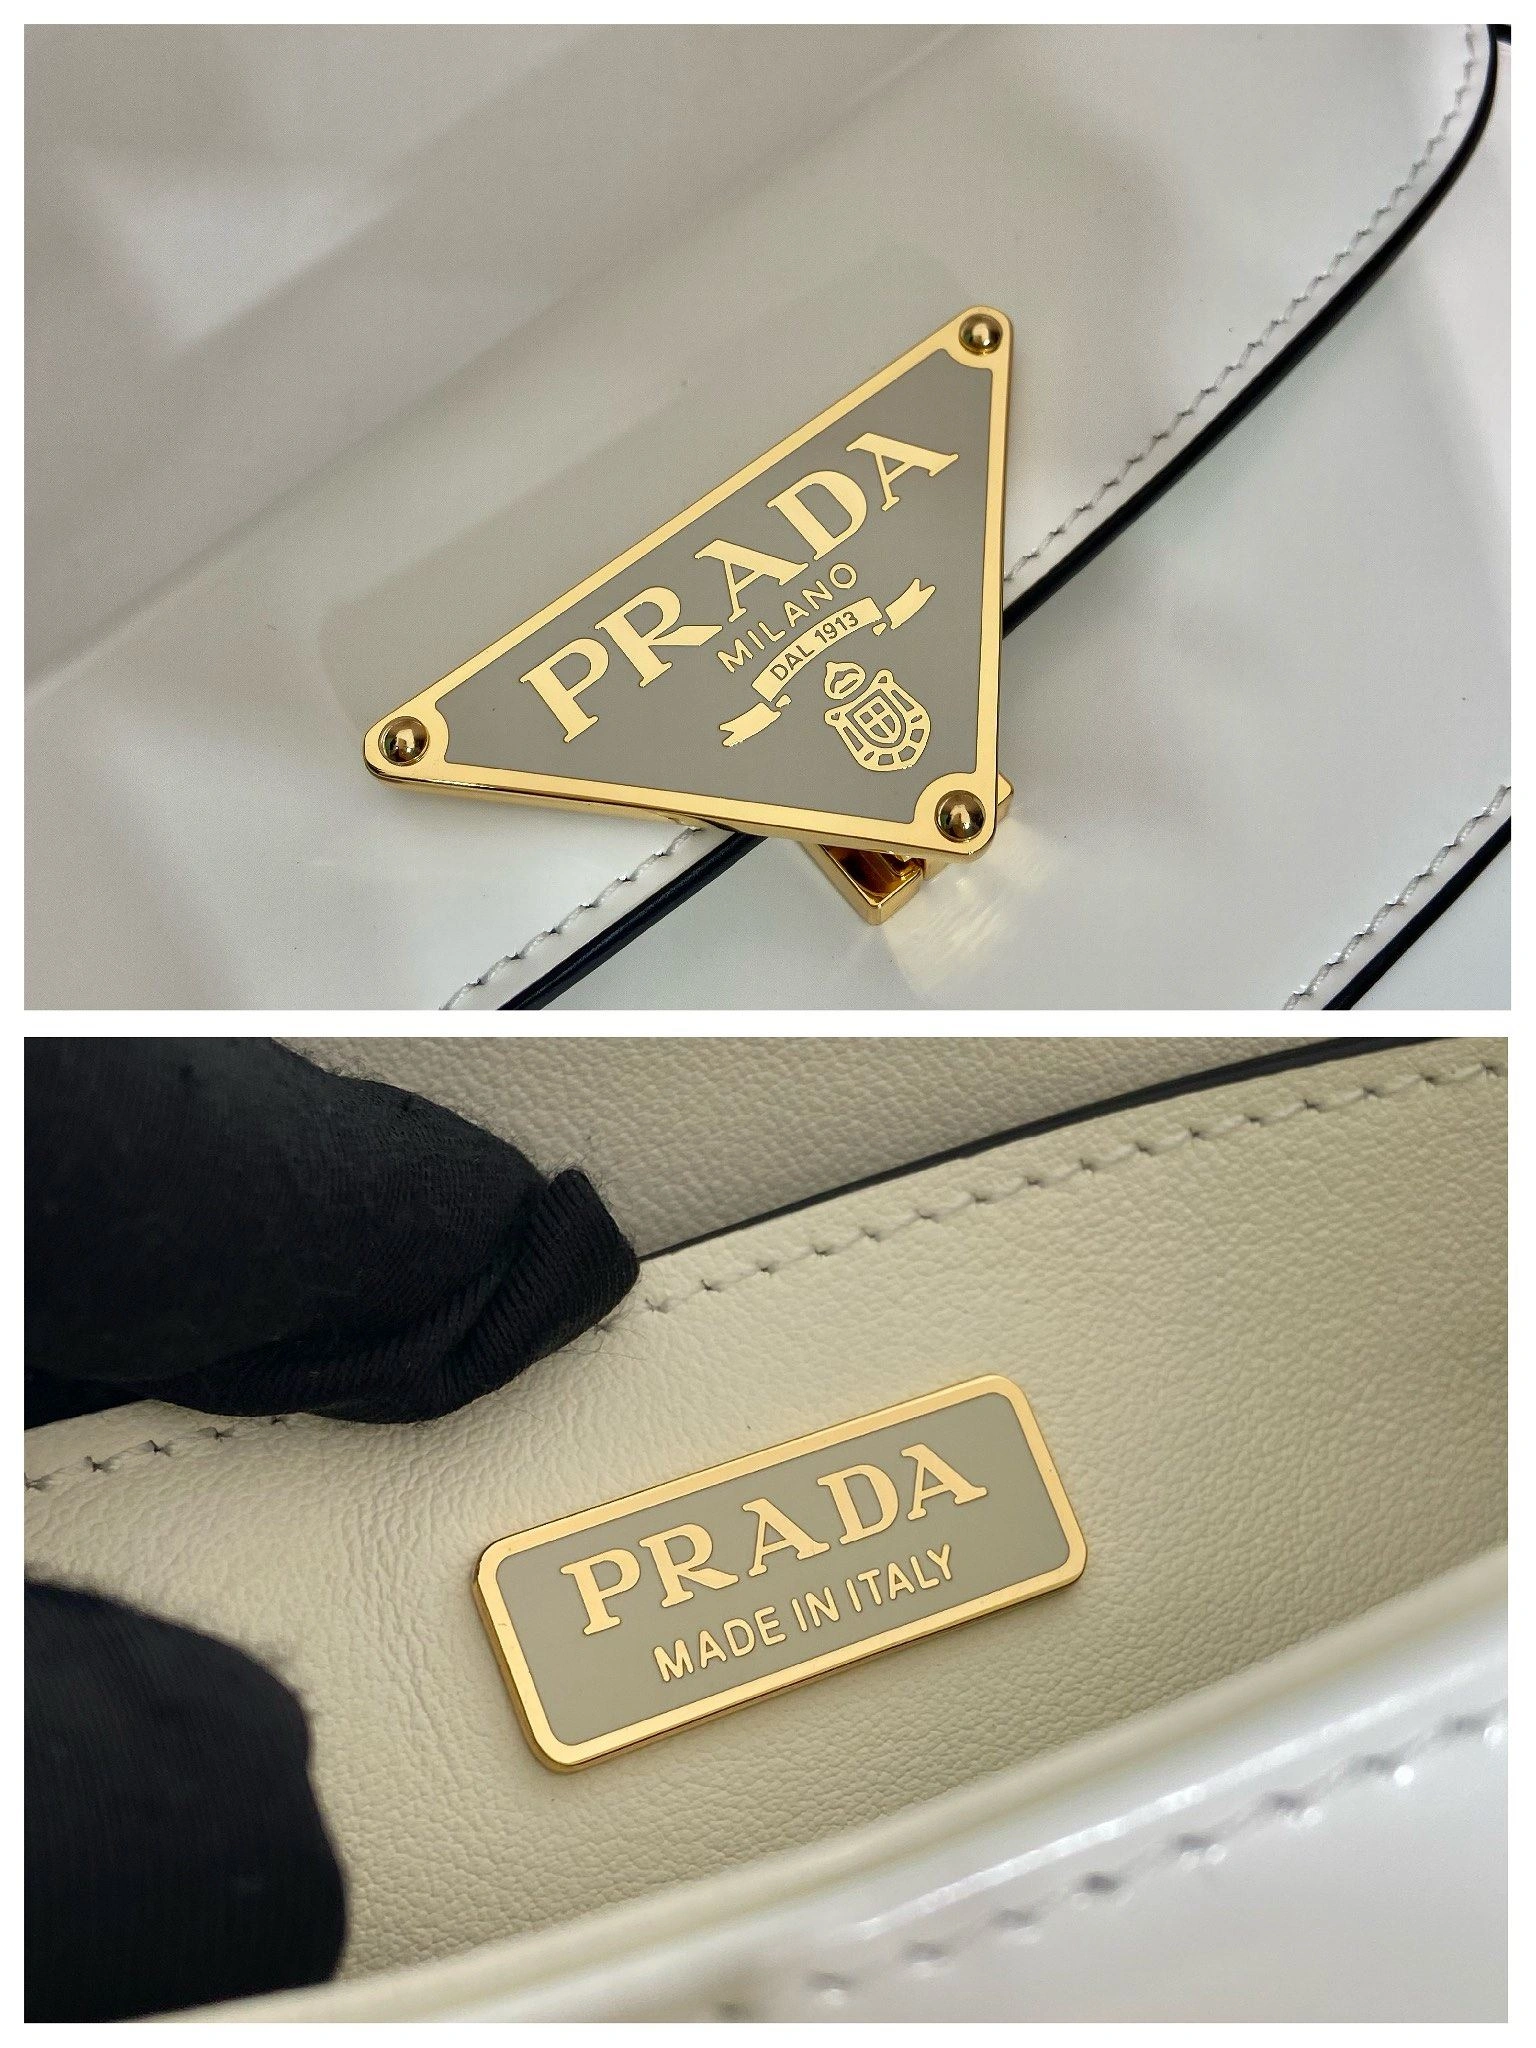 PRADA
MILANO
DAL 1913
PRADA
MADE IN ITALY